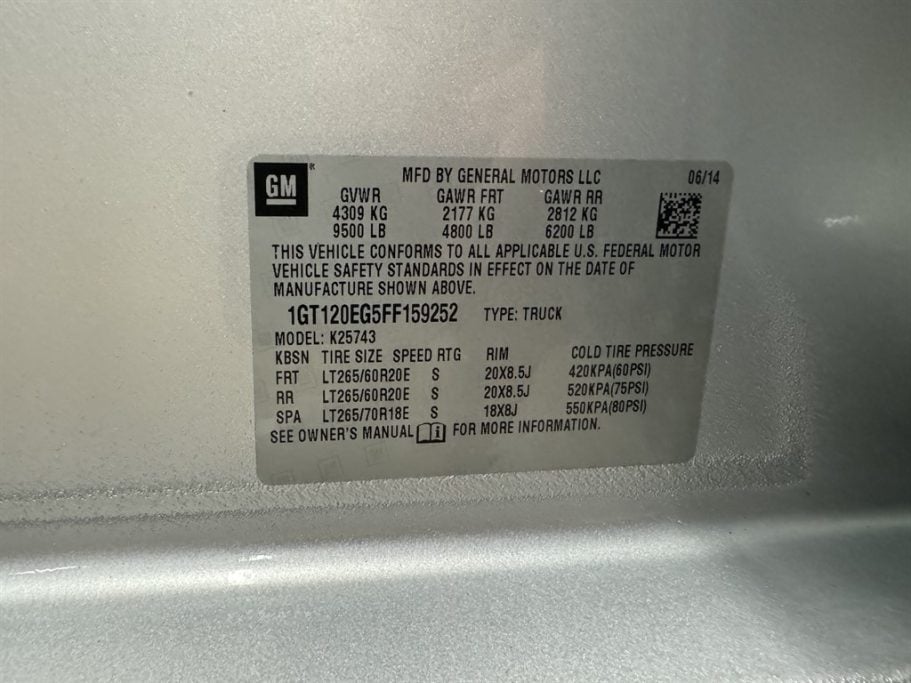 GM
MFD BY GENERAL MOTORS LLC 06/14
GVWR GAWR FRT GAWR RR
4309 KG 2177 KG 2812 KG
9500 LB 4800 LB 6200 LB
THIS VEHICLE CONFORMS TO ALL APPLICABLE U.S. FEDERAL MOTOR
VEHICLE SAFETY STANDARDS IN EFFECT ON THE DATE OF
MANUFACTURE SHOWN ABOVE.
1GT120EG5FF159252 TYPE: TRUCK
MODEL: K25743
KBSN TIRE SIZE SPEED RTG RIM COLD TIRE PRESSURE
FRT LT265/60R20E S 20X8.5J 420KPA(60PSI)
RR LT265/60R20E S 20X8.5J 520KPA(75PSI)
SPA LT265/70R18E S 18X8J 550KPA(80PSI)
SEE OWNER'S MANUAL FOR MORE INFORMATION.